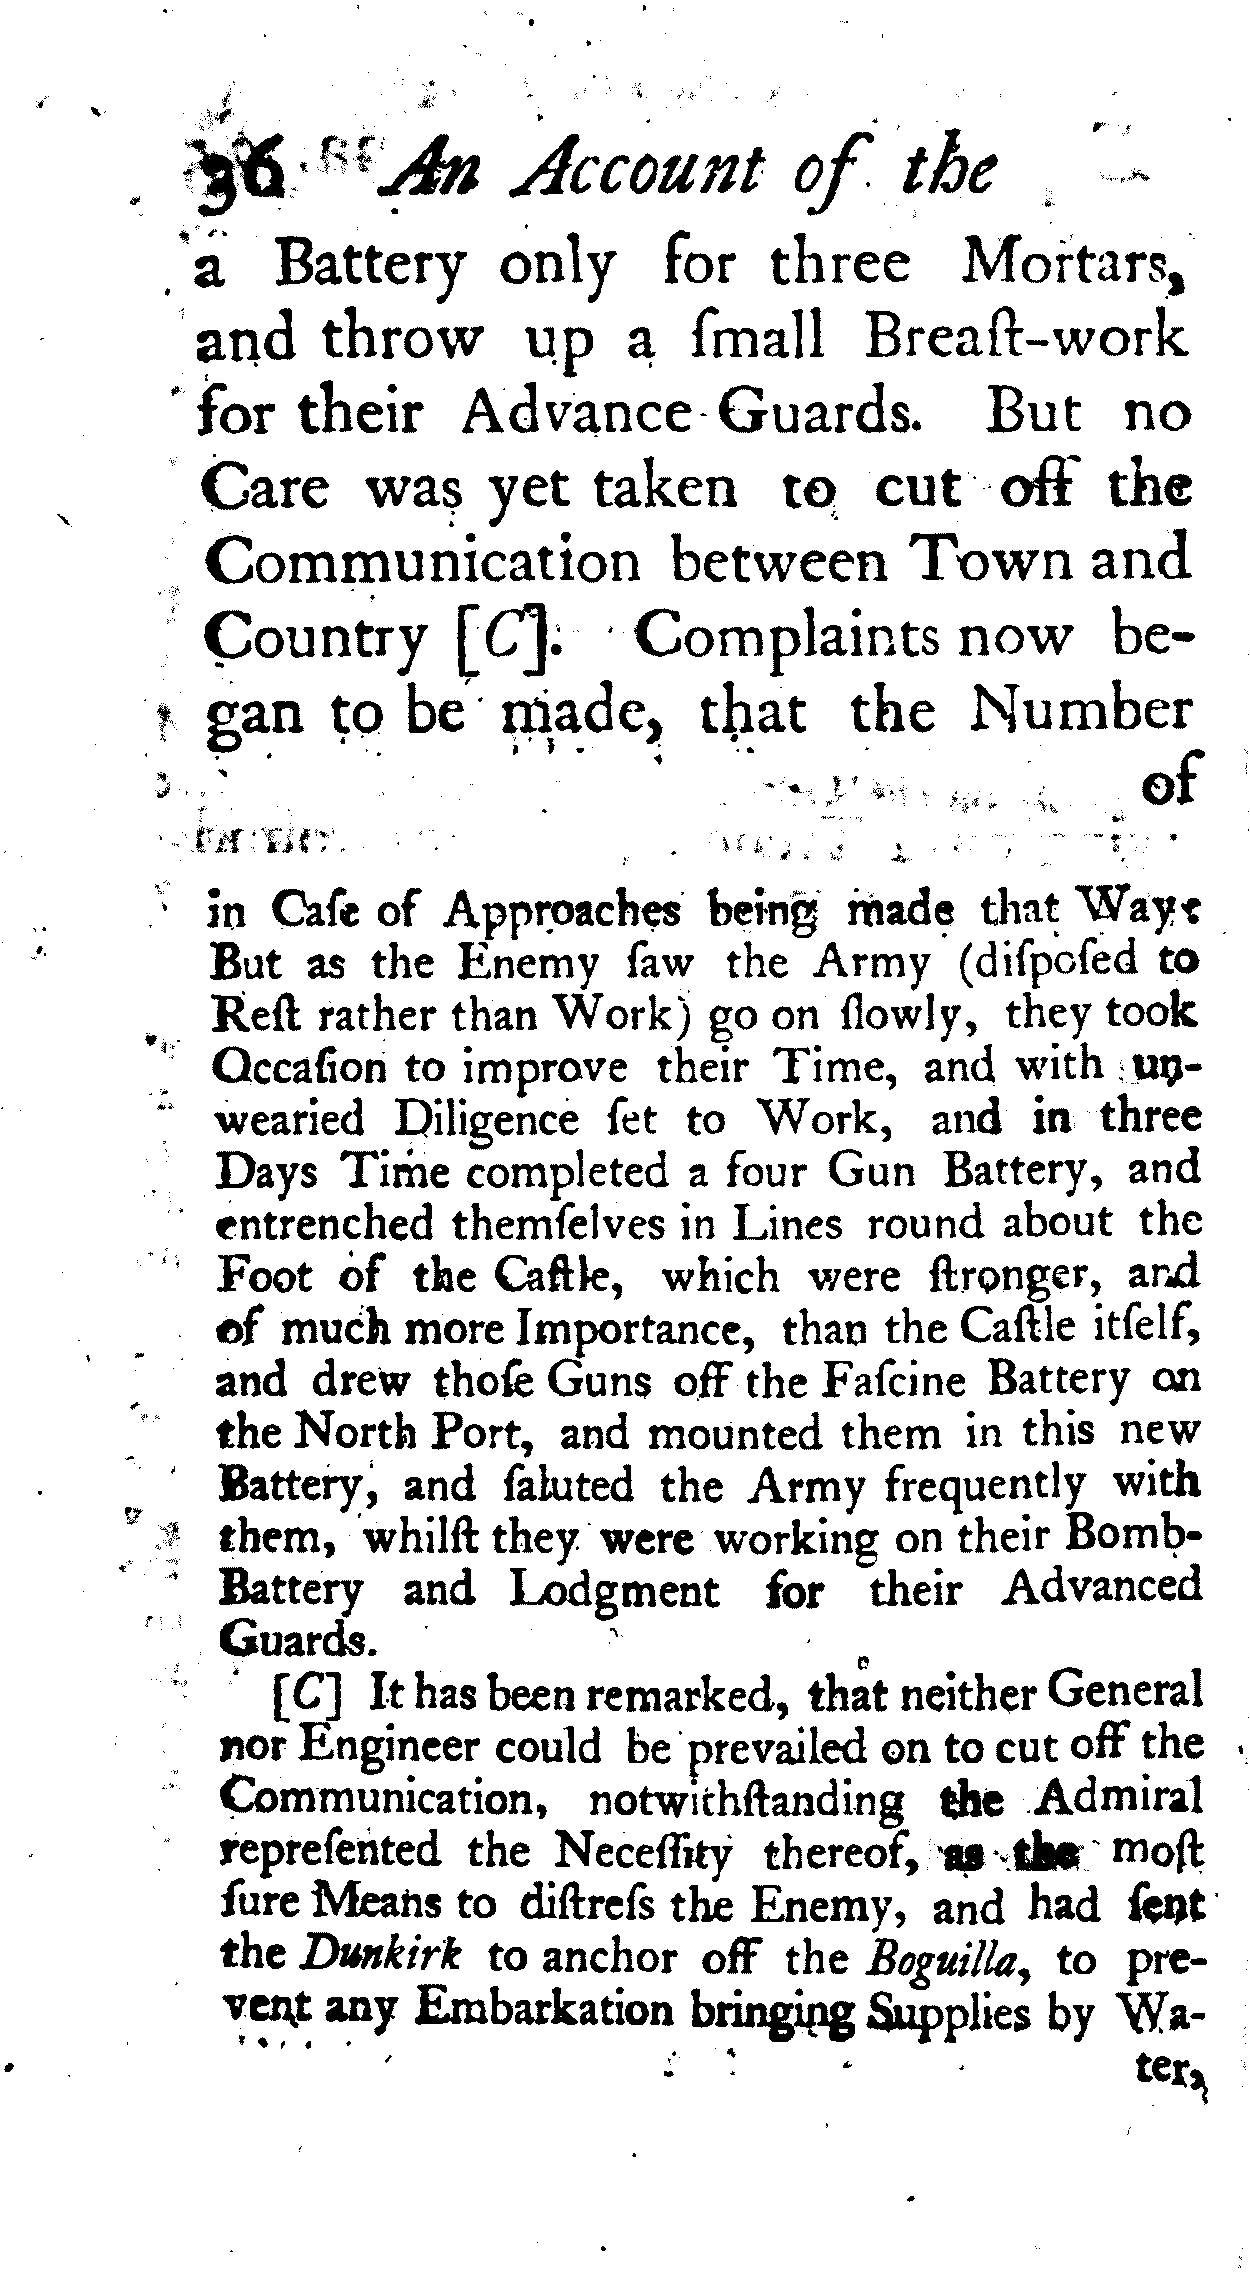 36 An Account of the
a Battery only for three Mortars,
and throw up a ſmall Breaſt-work
for their Advance Guards. But no
Care was yet taken to cut off the
Communication between Town and
Country [C]. Complaints now be-
gan to be made, that the Number
of
in Caſe of Approaches being made that Way:
But as the Enemy ſaw the Army (diſpoſed to
Reſt rather than Work) go on ſlowly, they took
Occaſion to improve their Time, and with un-
wearied Diligence ſet to Work, and in three
Days Time completed a four Gun Battery, and
entrenched themſelves in Lines round about the
Foot of the Caſtle, which were ſtronger, and
of much more Importance, than the Caſtle itſelf,
and drew thoſe Guns off the Faſcine Battery on
the North Port, and mounted them in this new
Battery, and ſaluted the Army frequently with
them, whilſt they were working on their Bomb-
Battery and Lodgment for their Advanced
Guards.
[C] It has been remarked, that neither General
nor Engineer could be prevailed on to cut off the
Communication, notwithſtanding the Admiral
repreſented the Neceſſity thereof, as the moſt
ſure Means to diſtreſs the Enemy, and had ſent
the Dunkirk to anchor off the Boguilla, to pre-
vent any Embarkation bringing Supplies by Wa-
ter,